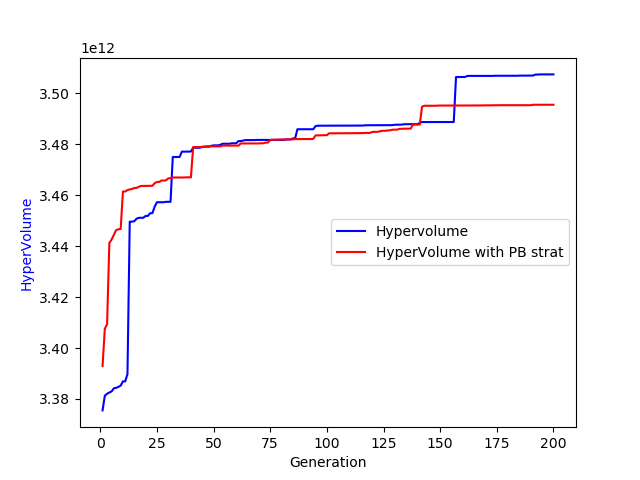 1e12
3.50
3.48
3.46
3.44
3.42
3.40
3.38
HyperVolume
Hypervolume
HyperVolume with PB strat
0 25 50 75 100 125 150 175 200
Generation